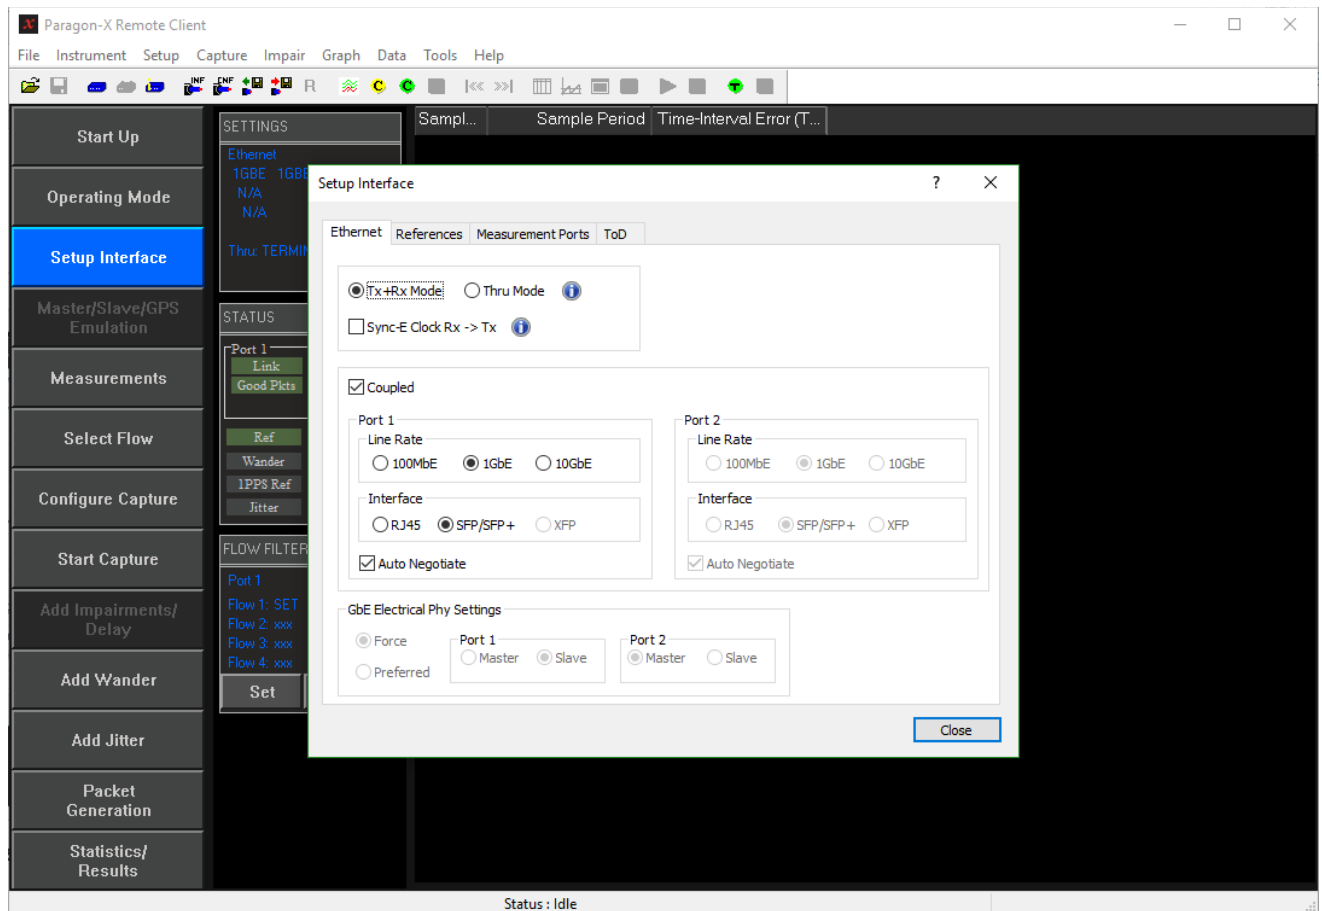 Paragon-X Remote Client
File Instrument Setup Capture Impair Graph Data Tools Help
Start Up
Operating Mode
Setup Interface
Master/Slave/GPS
Emulation
Measurements
Select Flow
Configure Capture
Start Capture
Add Impairments/
Delay
Add Wander
Add Jitter
Packet
Generation
Statistics/
Results
SETTINGS
Ethernet
1GBE 1GBE
N/A
N/A
Thru: TERMIN
STATUS
Port 1
Link
Good Pkts
Ref
Wander
1PPS Ref
Jitter
FLOW FILTER
Port 1
Flow 1: SET
Flow 2: xxx
Flow 3: xxx
Flow 4: xxx
Set
Sampl... Sample Period Time-Interval Error (T...
Setup Interface ?
Ethernet References Measurement Ports ToD
Tx+Rx Mode Thru Mode
Sync-E Clock Rx -> Tx
Coupled
Port 1
Line Rate
100MbE 1GbE 10GbE
Interface
RJ45 SFP/SFP+ XFP
Auto Negotiate
Port 2
Line Rate
100MbE 1GbE 10GbE
Interface
RJ45 SFP/SFP+ XFP
Auto Negotiate
GbE Electrical Phy Settings
Force
Preferred
Port 1
Master Slave
Port 2
Master Slave
Close
Status : Idle